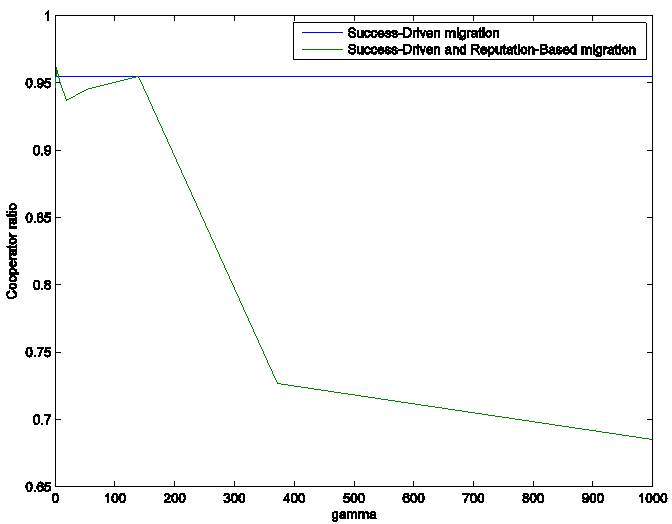 1
Success-Driven migration
Success-Driven and Reputation-Based migration
0.95
0.9
0.85
Cooperator ratio
0.8
0.75
0.7
0.65
0 100 200 300 400 500 600 700 800 900 1000
gamma